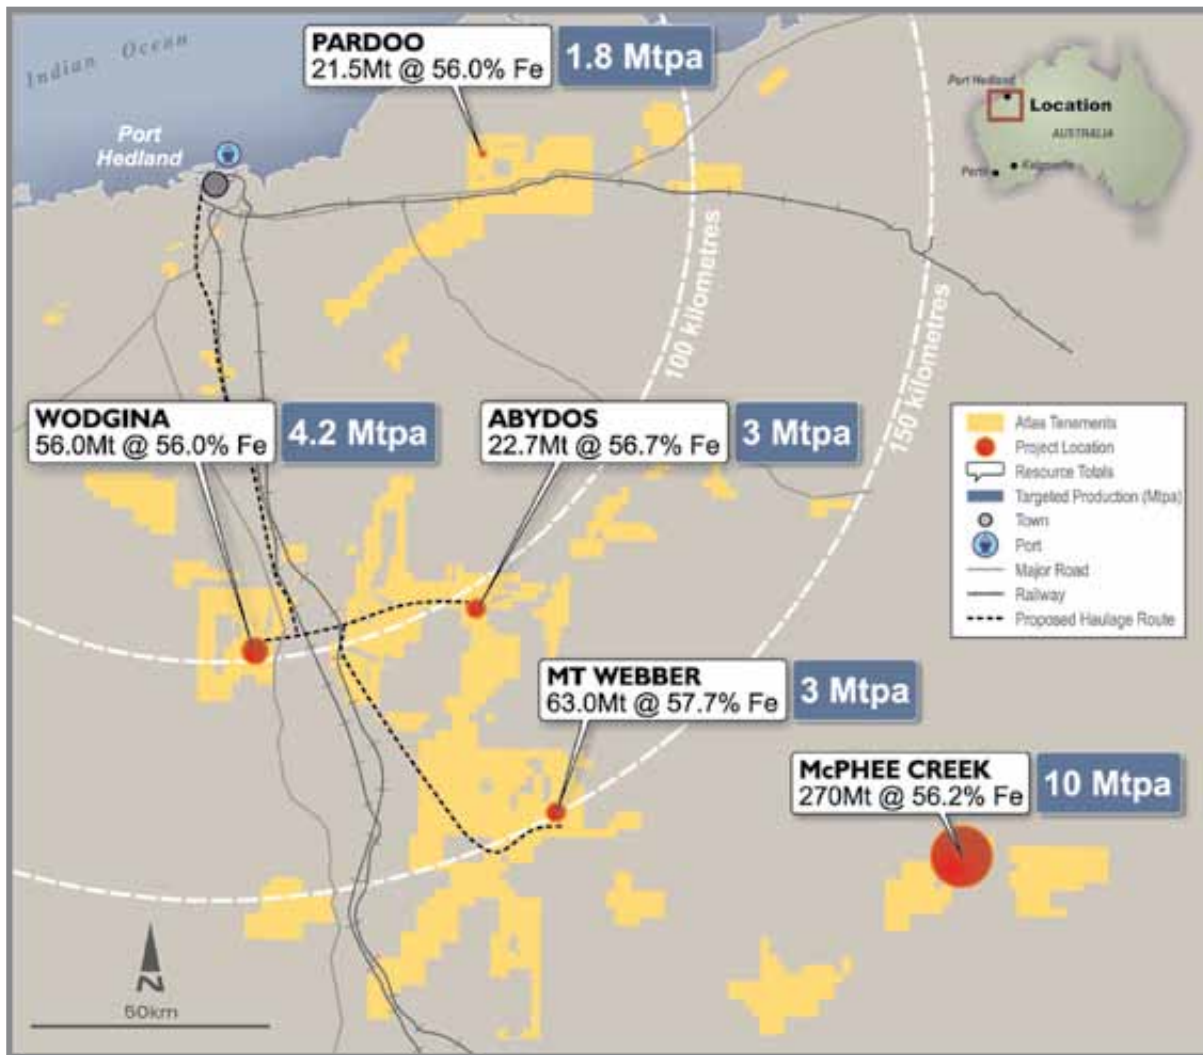 Indian Ocean
PARDOO
21.5Mt @ 56.0% Fe
1.8 Mtpa
Port Hedland
Location
AUSTRALIA
Perth
Kalgoorlie
Port
Hedland
100 kilometres
150 kilometres
WODGINA
56.0Mt @ 56.0% Fe
4.2 Mtpa
ABYDOS
22.7Mt @ 56.7% Fe
3 Mtpa
Atlas Tenements
Project Location
Resource Totals
Targeted Production (Mtpa)
Town
Port
Major Road
Railway
Proposed Haulage Route
MT WEBBER
63.0Mt @ 57.7% Fe
3 Mtpa
McPHEE CREEK
270Mt @ 56.2% Fe
10 Mtpa
N
50km